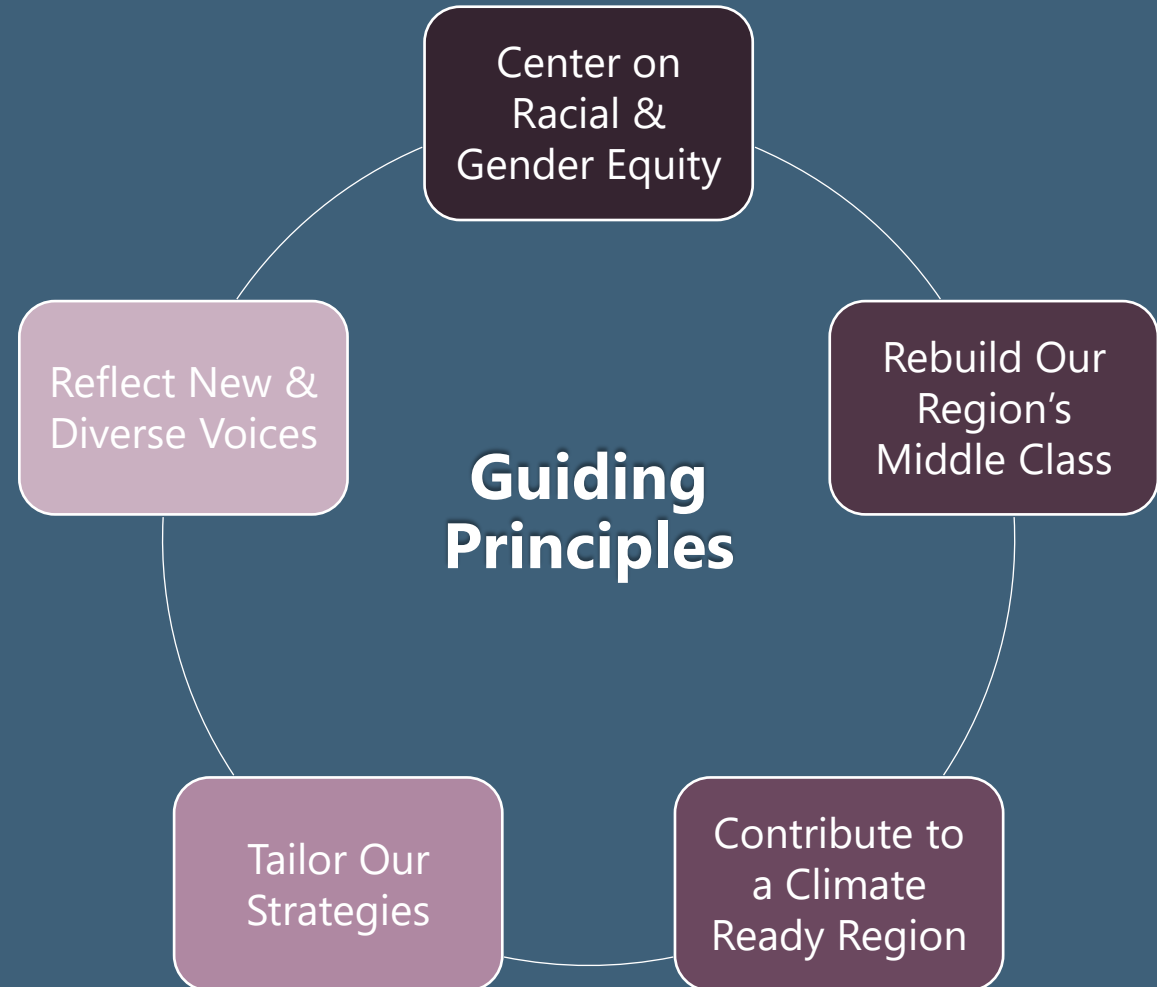 Center on
Racial &
Gender Equity
Rebuild Our
Region’s
Middle Class
Contribute to
a Climate
Ready Region
Tailor Our
Strategies
Reflect New &
Diverse Voices
Guiding
Principles